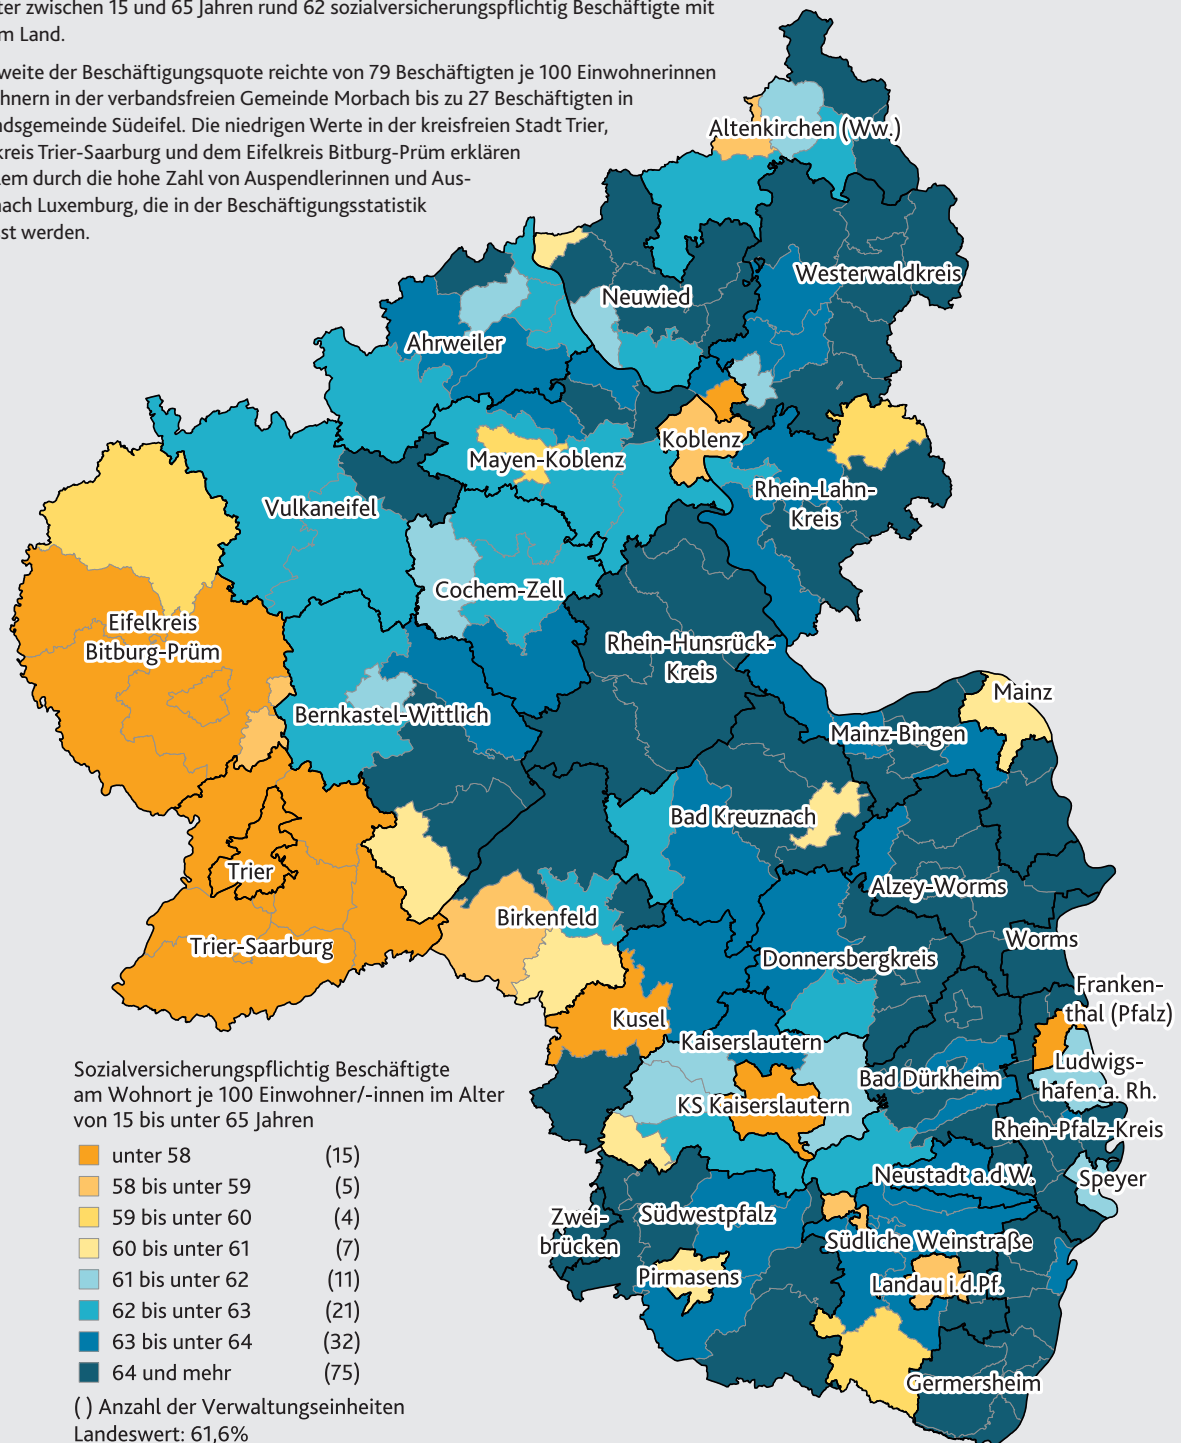 ter zwischen 15 und 65 Jahren rund 62 sozialversicherungspflichtig Beschäftigte mit
m Land.
weite der Beschäftigungsquote reichte von 79 Beschäftigten je 100 Einwohnerinnen
hnern in der verbandsfreien Gemeinde Morbach bis zu 27 Beschäftigten in
ndsgemeinde Südeifel. Die niedrigen Werte in der kreisfreien Stadt Trier,
kreis Trier-Saarburg und dem Eifelkreis Bitburg-Prüm erklären
lem durch die hohe Zahl von Auspendlerinnen und Aus-
nach Luxemburg, die in der Beschäftigungsstatistik
sst werden.
Altenkirchen (Ww.)
Westerwaldkreis
Neuwied
Ahrweiler
Koblenz
Mayen-Koblenz
Rhein-Lahn-
Kreis
Vulkaneifel
Cochem-Zell
Eifelkreis
Bitburg-Prüm
Rhein-Hunsrück-
Kreis
Mainz
Bernkastel-Wittlich
Mainz-Bingen
Bad Kreuznach
Trier
Alzey-Worms
Birkenfeld
Trier-Saarburg
Worms
Donnersbergkreis
Franken-
thal (Pfalz)
Kusel
Kaiserslautern
Ludwigs-
hafen a. Rh.
Bad Dürkheim
KS Kaiserslautern
Rhein-Pfalz-Kreis
Neustadt a.d.W.
Speyer
Südwestpfalz
Zwei-
brücken
Südliche Weinstraße
Pirmasens
Landau i.d.Pf.
Germersheim
Sozialversicherungspflichtig Beschäftigte
am Wohnort je 100 Einwohner/-innen im Alter
von 15 bis unter 65 Jahren
unter 58 (15)
58 bis unter 59 (5)
59 bis unter 60 (4)
60 bis unter 61 (7)
61 bis unter 62 (11)
62 bis unter 63 (21)
63 bis unter 64 (32)
64 und mehr (75)
( ) Anzahl der Verwaltungseinheiten
Landeswert: 61,6%